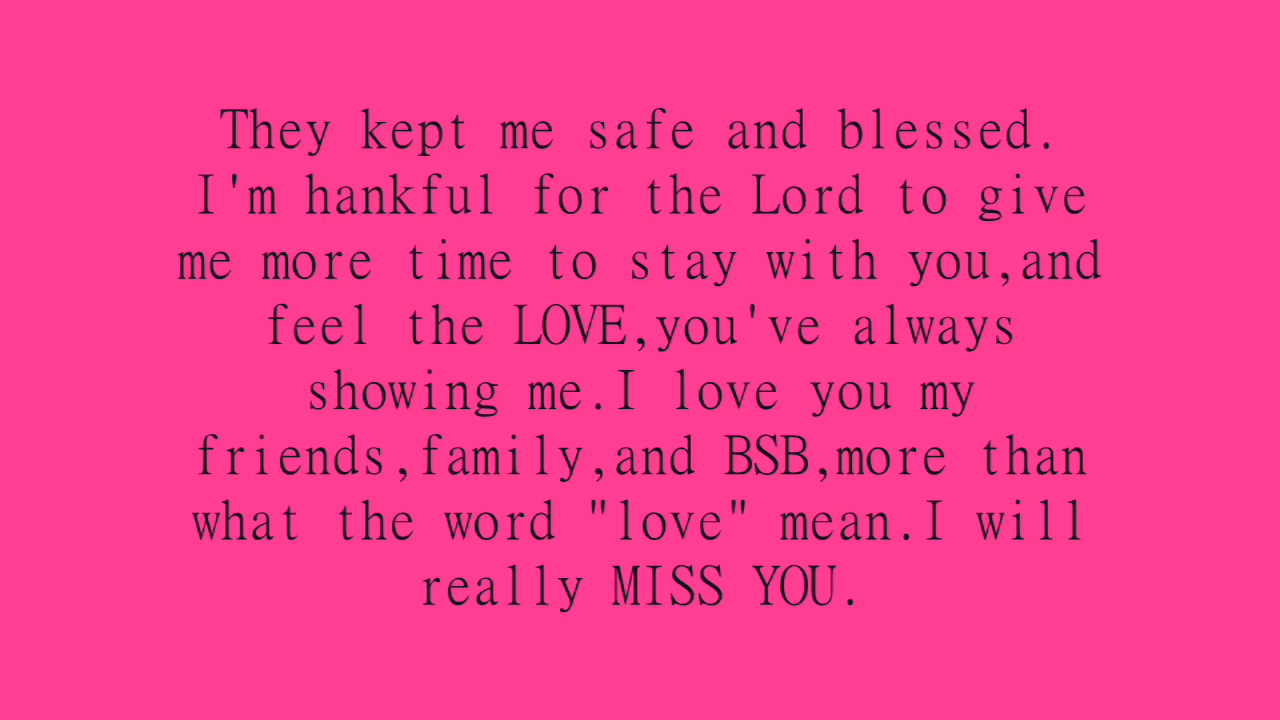 They kept me safe and blessed.
I'm hankful for the Lord to give
me more time to stay with you,and
feel the LOVE,you've always
showing me.I love you my
friends,family,and BSB,more than
what the word "love" mean.I will
really MISS YOU.